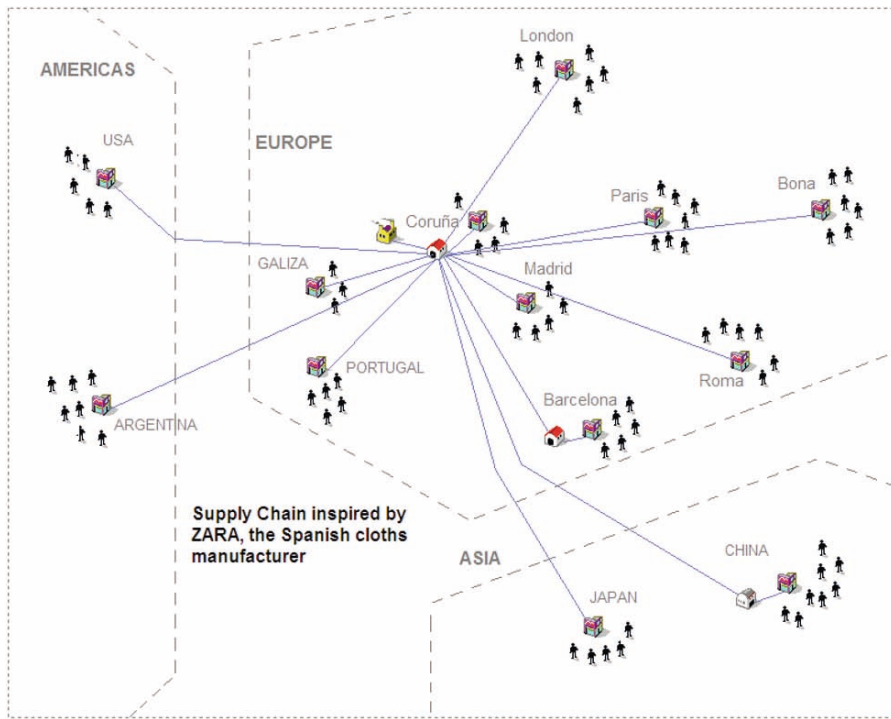 London
AMERICAS
USA
EUROPE
Paris
Bona
Coruña
GALIZA
Madrid
PORTUGAL
Roma
Barcelona
ARGENTINA
Supply Chain inspired by
ZARA, the Spanish cloths
manufacturer
ASIA
CHINA
JAPAN